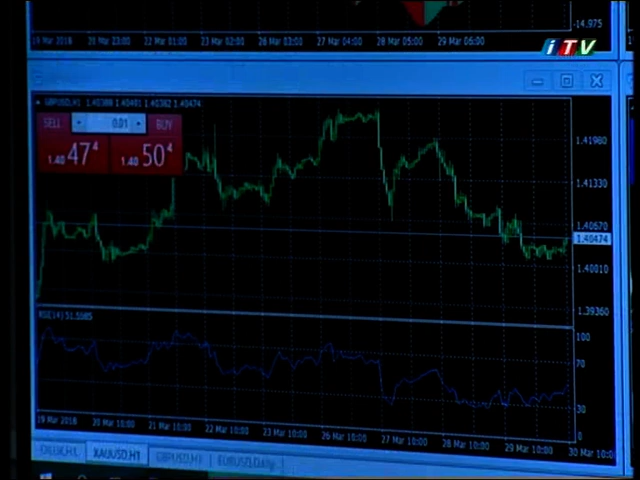 -14.975
19 Mar 2018 21 Mar 23:00 22 Mar 01:00 23 Mar 02:00 26 Mar 03:00 27 Mar 04:00 28 Mar 05:00 29 Mar 06:00
iTV
GBPUSD,H1 1.40388 1.40491 1.40382 1.40474
SELL 0.01 BUY
1.40 47 4 1.40 50 4
1.41980
1.41330
1.40670
1.40474
1.40010
1.39360
RSI(14) 51.5985
100
70
30
0
19 Mar 2018 20 Mar 10:00 21 Mar 10:00 22 Mar 10:00 23 Mar 10:00 26 Mar 10:00 27 Mar 10:00 28 Mar 10:00 29 Mar 10:00 30 Mar 10:00
XAUUSD,H1 GBPUSD,H1 EURUSD,Daily